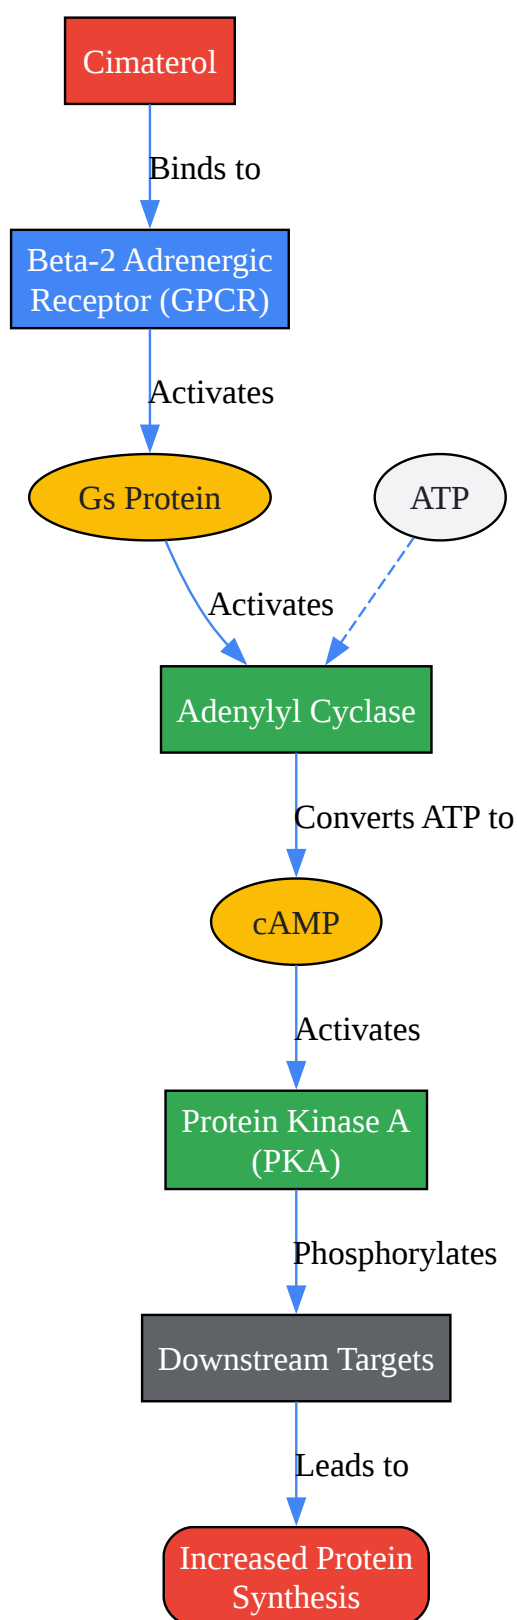 Cimaterol
Binds to
Beta-2 Adrenergic
Receptor (GPCR)
Activates
Gs Protein
ATP
Activates
Adenylyl Cyclase
Converts ATP to
cAMP
Activates
Protein Kinase A
(PKA)
Phosphorylates
Downstream Targets
Leads to
Increased Protein
Synthesis